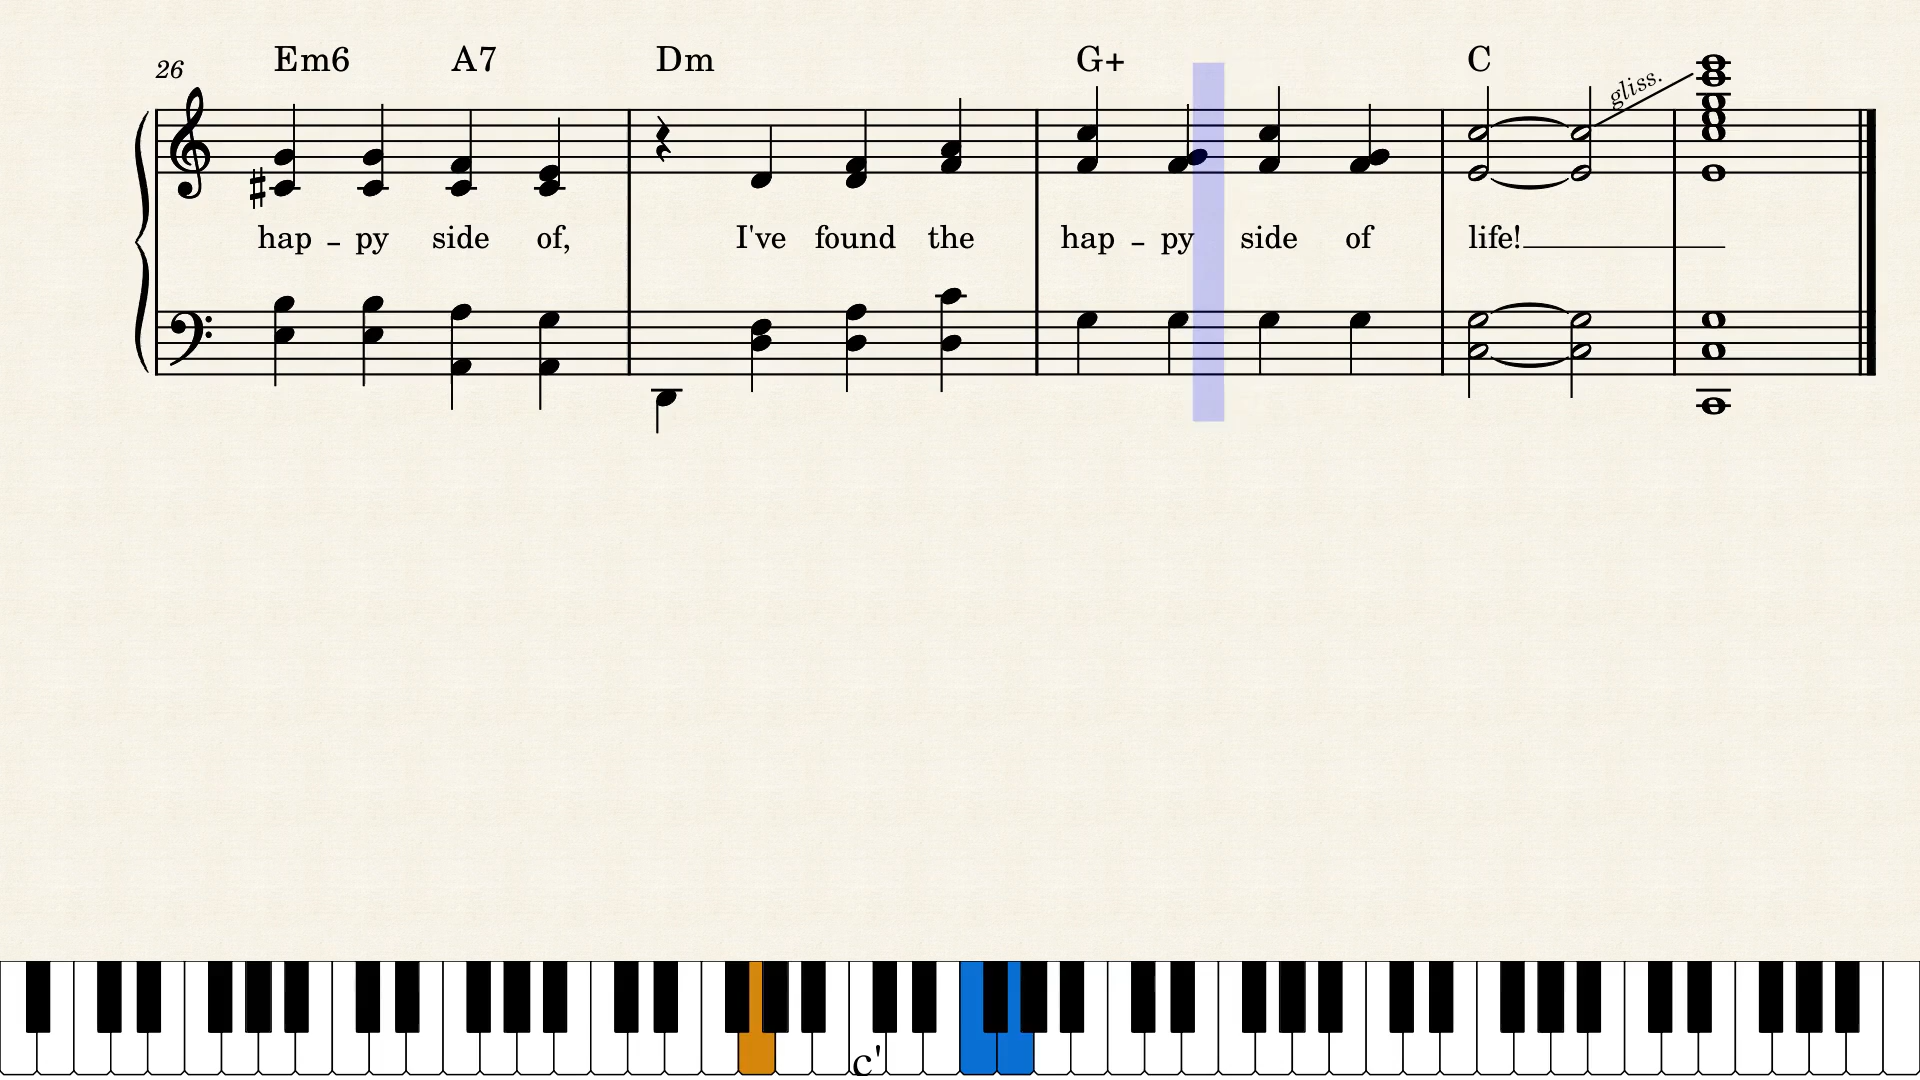 26 Em6 A7 Dm G+ C
gliss.
hap - py side of, I've found the hap - py side of life!
c'